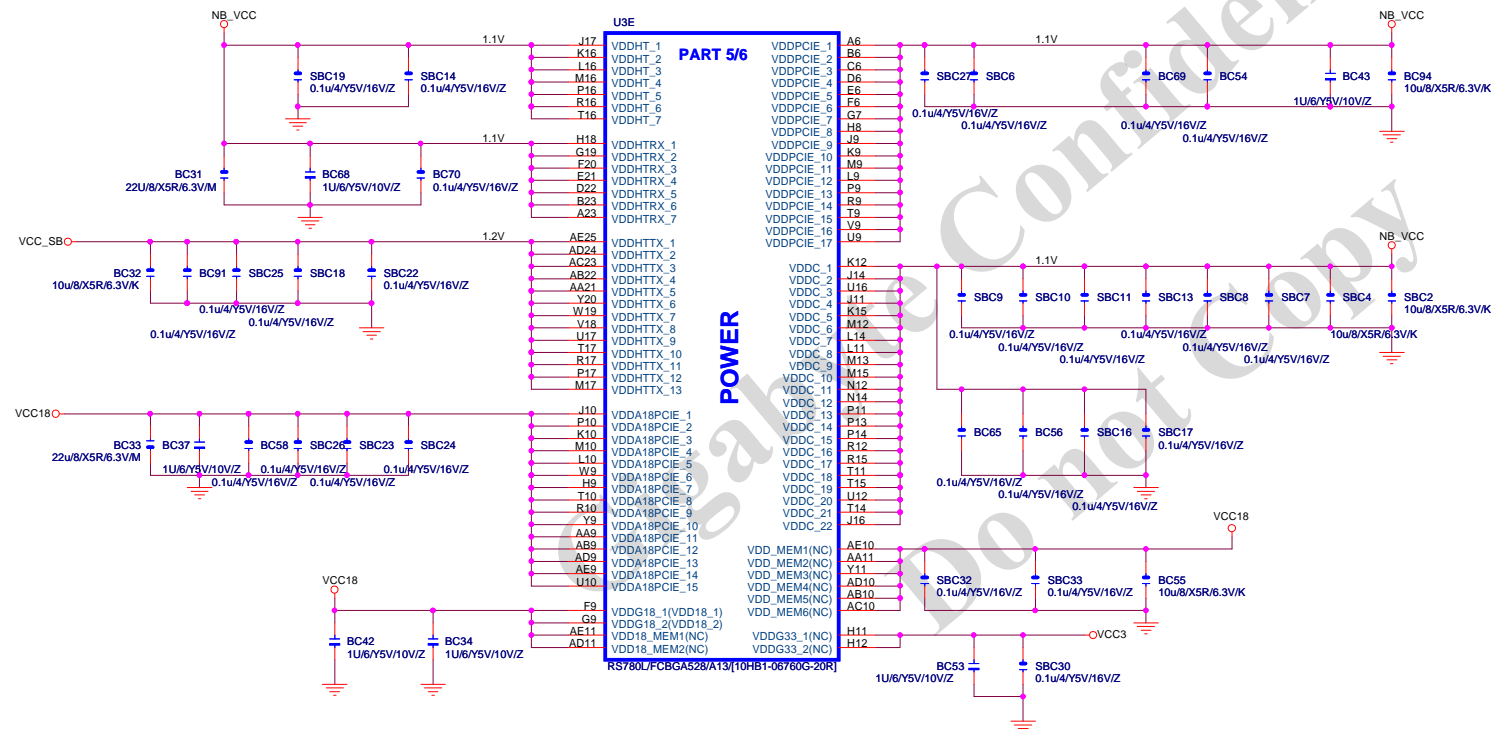 U3E
PART 5/6
POWER
RS780L/FCBGA528/A13/[10HB1-06760G-20R]
NB_VCC
1.1V
SBC19
0.1u/4/Y5V/16V/Z
SBC14
0.1u/4/Y5V/16V/Z
J17 VDDHT_1
K16 VDDHT_2
L16 VDDHT_3
M16 VDDHT_4
P16 VDDHT_5
R16 VDDHT_6
T16 VDDHT_7
1.1V
BC31
22U/8/X5R/6.3V/M
BC68
1U/6/Y5V/10V/Z
BC70
0.1u/4/Y5V/16V/Z
H18 VDDHTRX_1
G19 VDDHTRX_2
F20 VDDHTRX_3
E21 VDDHTRX_4
D22 VDDHTRX_5
B23 VDDHTRX_6
A23 VDDHTRX_7
VCC_SB
1.2V
BC32
10u/8/X5R/6.3V/K
BC91
SBC25
SBC18
SBC22
0.1u/4/Y5V/16V/Z
0.1u/4/Y5V/16V/Z
0.1u/4/Y5V/16V/Z
0.1u/4/Y5V/16V/Z
AE25 VDDHTTX_1
AD24 VDDHTTX_2
AC23 VDDHTTX_3
AB22 VDDHTTX_4
AA21 VDDHTTX_5
Y20 VDDHTTX_6
W19 VDDHTTX_7
V18 VDDHTTX_8
U17 VDDHTTX_9
T17 VDDHTTX_10
R17 VDDHTTX_11
P17 VDDHTTX_12
M17 VDDHTTX_13
VCC18
BC33
22u/8/X5R/6.3V/M
BC37
1U/6/Y5V/10V/Z
BC58
SBC26
SBC23
SBC24
0.1u/4/Y5V/16V/Z
0.1u/4/Y5V/16V/Z
0.1u/4/Y5V/16V/Z
0.1u/4/Y5V/16V/Z
J10 VDDA18PCIE_1
P10 VDDA18PCIE_2
K10 VDDA18PCIE_3
M10 VDDA18PCIE_4
L10 VDDA18PCIE_5
W9 VDDA18PCIE_6
H9 VDDA18PCIE_7
T10 VDDA18PCIE_8
R10 VDDA18PCIE_9
Y9 VDDA18PCIE_10
AA9 VDDA18PCIE_11
AB9 VDDA18PCIE_12
AD9 VDDA18PCIE_13
AE9 VDDA18PCIE_14
U10 VDDA18PCIE_15
VCC18
BC42
1U/6/Y5V/10V/Z
BC34
1U/6/Y5V/10V/Z
F9 VDDG18_1(VDD18_1)
G9 VDDG18_2(VDD18_2)
AE11 VDD18_MEM1(NC)
AD11 VDD18_MEM2(NC)
VDDPCIE_1 A6
VDDPCIE_2 B6
VDDPCIE_3 C6
VDDPCIE_4 D6
VDDPCIE_5 E6
VDDPCIE_6 F6
VDDPCIE_7 G7
VDDPCIE_8 H8
VDDPCIE_9 J9
VDDPCIE_10 K9
VDDPCIE_11 M9
VDDPCIE_12 L9
VDDPCIE_13 P9
VDDPCIE_14 R9
VDDPCIE_15 T9
VDDPCIE_16 V9
VDDPCIE_17 U9
NB_VCC
1.1V
SBC27
SBC6
BC69
BC54
BC43
1U/6/Y5V/10V/Z
BC94
10u/8/X5R/6.3V/K
0.1u/4/Y5V/16V/Z
0.1u/4/Y5V/16V/Z
0.1u/4/Y5V/16V/Z
0.1u/4/Y5V/16V/Z
VDDC_1 K12
VDDC_2 J14
VDDC_3 U16
VDDC_4 J11
VDDC_5 K15
VDDC_6 M12
VDDC_7 L14
VDDC_8 L11
VDDC_9 M13
VDDC_10 M15
VDDC_11 N12
VDDC_12 N14
VDDC_13 P11
VDDC_14 P13
VDDC_15 P14
VDDC_16 R12
VDDC_17 R15
VDDC_18 T11
VDDC_19 T15
VDDC_20 U12
VDDC_21 T14
VDDC_22 J16
NB_VCC
1.1V
SBC9
SBC10
SBC11
SBC13
SBC8
SBC7
SBC4
SBC2
10u/8/X5R/6.3V/K
0.1u/4/Y5V/16V/Z
0.1u/4/Y5V/16V/Z
0.1u/4/Y5V/16V/Z
0.1u/4/Y5V/16V/Z
0.1u/4/Y5V/16V/Z
0.1u/4/Y5V/16V/Z
10u/8/X5R/6.3V/K
BC65
BC56
SBC16
SBC17
0.1u/4/Y5V/16V/Z
0.1u/4/Y5V/16V/Z
0.1u/4/Y5V/16V/Z
0.1u/4/Y5V/16V/Z
VCC18
VDD_MEM1(NC) AE10
VDD_MEM2(NC) AA11
VDD_MEM3(NC) Y11
VDD_MEM4(NC) AD10
VDD_MEM5(NC) AB10
VDD_MEM6(NC) AC10
SBC32
0.1u/4/Y5V/16V/Z
SBC33
0.1u/4/Y5V/16V/Z
BC55
10u/8/X5R/6.3V/K
VDDG33_1(NC) H11
VDDG33_2(NC) H12
VCC3
BC53
1U/6/Y5V/10V/Z
SBC30
0.1u/4/Y5V/16V/Z
Gigabyte Confiden
Do not Copy